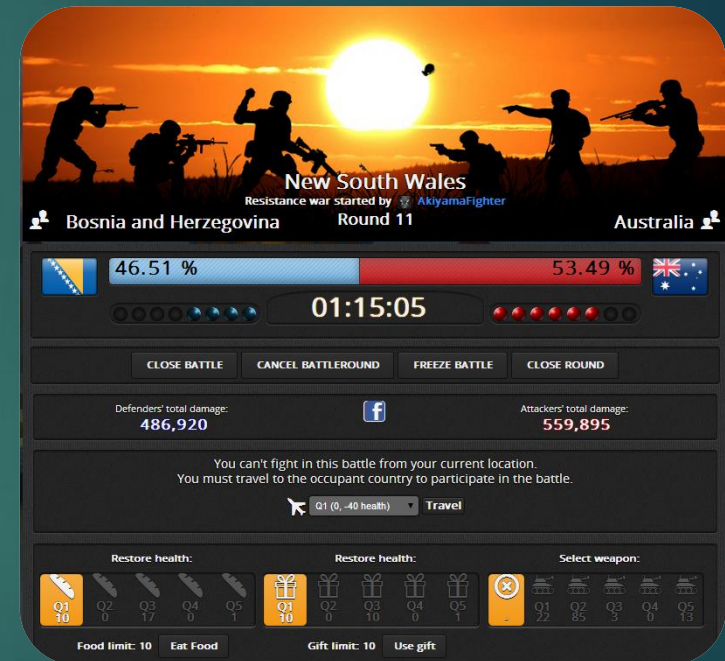 New South Wales
Resistance war started by AkiyamaFighter
Bosnia and Herzegovina
Round 11
Australia
46.51 %
53.49 %
01:15:05
CLOSE BATTLE
CANCEL BATTLEROUND
FREEZE BATTLE
CLOSE ROUND
Defenders' total damage:
486,920
f
Attackers' total damage:
559,895
You can't fight in this battle from your current location.
You must travel to the occupant country to participate in the battle.
Q1 (0, -40 health)
Travel
Restore health:
Restore health:
Select weapon:
Q1 Q2 Q3 Q4 Q5
10 0 17 0 1
Q1 Q2 Q3 Q4 Q5
10 0 10 0 1
- Q1 Q2 Q3 Q4 Q5
22 85 3 0 13
Food limit: 10
Eat Food
Gift limit: 10
Use gift